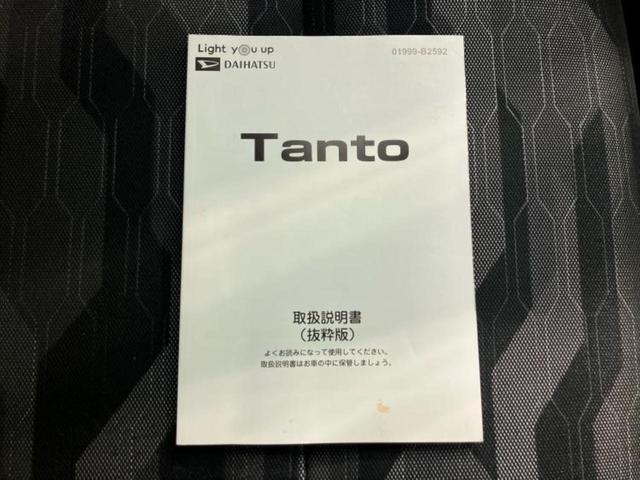 Light you up
01999-B2592
DAIHATSU
Tanto
取扱説明書
（抜粋版）
よくお読みになって使用してください。
取扱説明書はお車の中に保管しましょう。